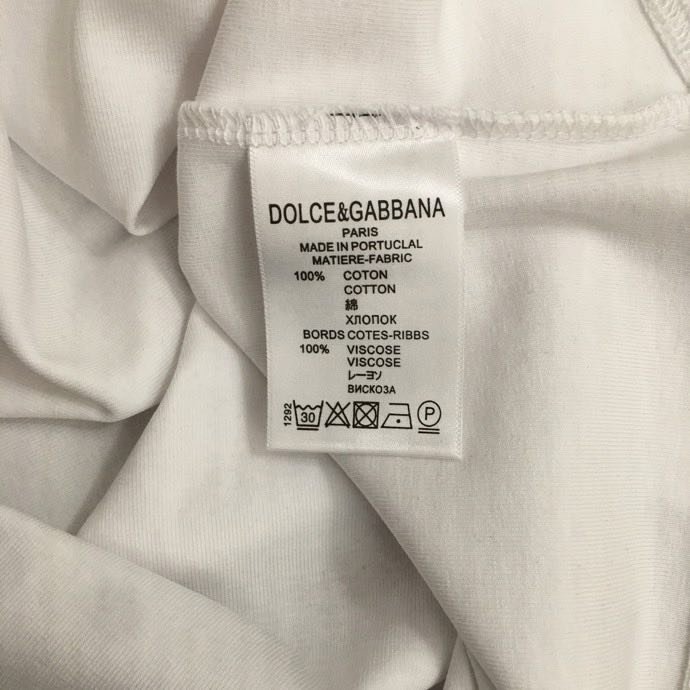 DOLCE&GABBANA
PARIS
MADE IN PORTUCLAL
MATIERE-FABRIC
100% COTON
COTTON
綿
ХЛОПОК
BORDS COTES-RIBBS
100% VISCOSE
VISCOSE
レーヨン
ВИСКОЗА
1292
30
P